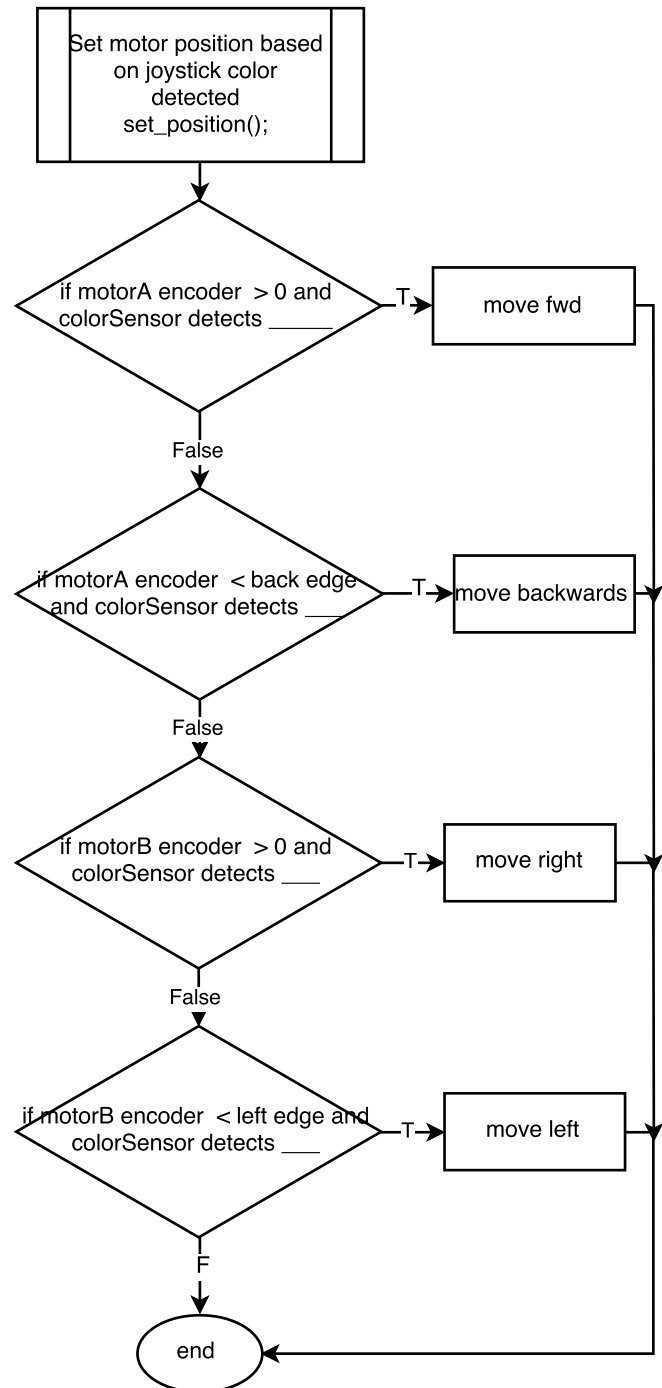 Set motor position based
on joystick color
detected
set_position();
if motorA encoder > 0 and
colorSensor detects _____
T
move fwd
False
if motorA encoder < back edge
and colorSensor detects ___
T
move backwards
False
if motorB encoder > 0 and
colorSensor detects ___
T
move right
False
if motorB encoder < left edge and
colorSensor detects ___
T
move left
F
end